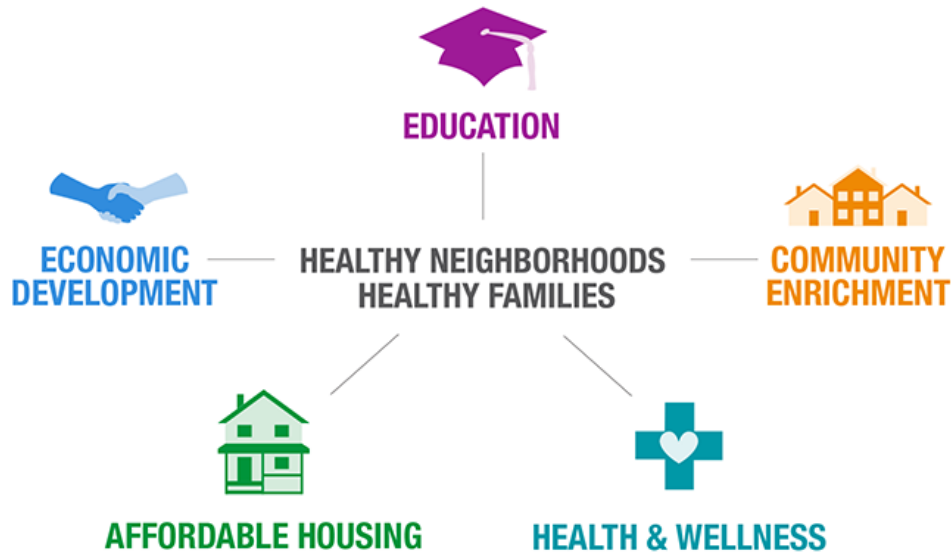 EDUCATION
ECONOMIC
DEVELOPMENT
HEALTHY NEIGHBORHOODS
HEALTHY FAMILIES
COMMUNITY
ENRICHMENT
AFFORDABLE HOUSING
HEALTH & WELLNESS